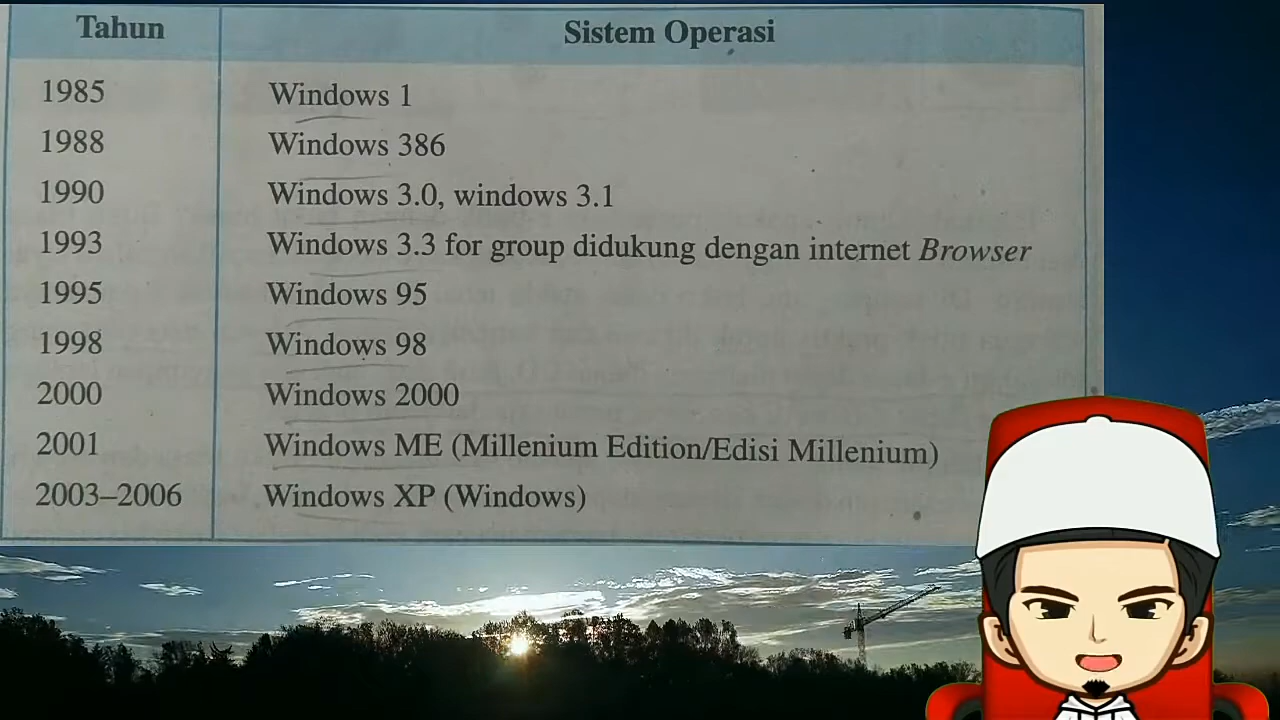 Tahun Sistem Operasi
1985 Windows 1
1988 Windows 386
1990 Windows 3.0, windows 3.1
1993 Windows 3.3 for group didukung dengan internet Browser
1995 Windows 95
1998 Windows 98
2000 Windows 2000
2001 Windows ME (Millenium Edition/Edisi Millenium)
2003–2006 Windows XP (Windows)